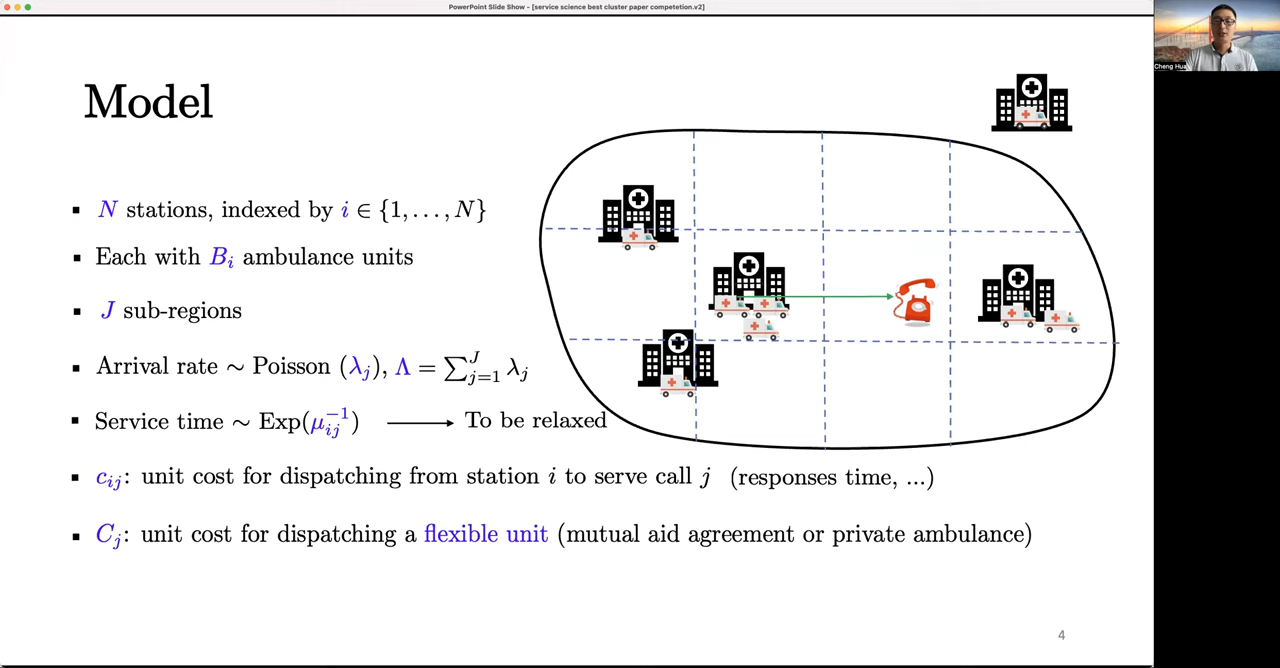 PowerPoint Slide Show - [service science best cluster paper competetion.v2]
Model
▪ N stations, indexed by i ∈ {1, . . . , N}
▪ Each with Bᵢ ambulance units
▪ J sub-regions
▪ Arrival rate ∼ Poisson (λⱼ), Λ = ∑ᴶⱼ₌₁ λⱼ
▪ Service time ∼ Exp(μᵢⱼ⁻¹) ⟶ To be relaxed
▪ cᵢⱼ: unit cost for dispatching from station i to serve call j (responses time, ...)
▪ Cⱼ: unit cost for dispatching a flexible unit (mutual aid agreement or private ambulance)
4
Cheng Hua